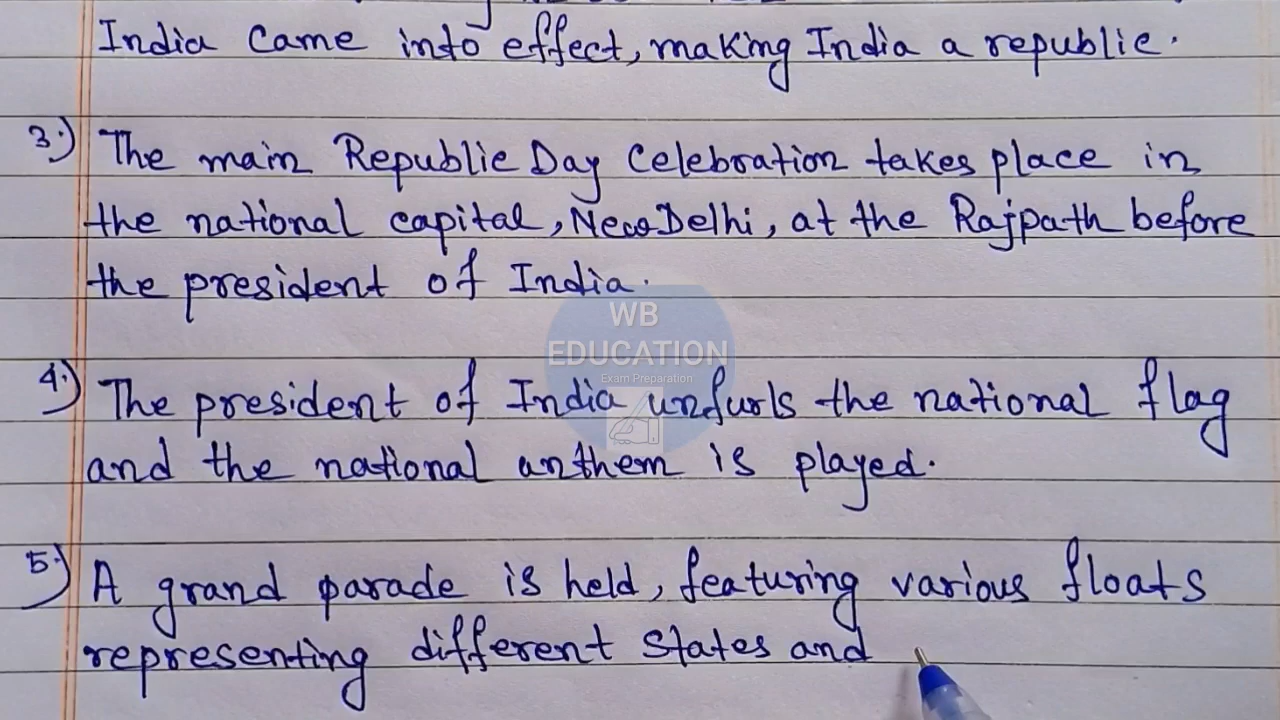 India Came into effect, making India a republic.
3.) The main Republic Day Celebration takes place in
the national capital, New Delhi, at the Rajpath before
the president of India.
WB
EDUCATION
Exam Preparation
4.) The president of India unfurls the national flag
and the national anthem is played.
5.) A grand parade is held, featuring various floats
representing different states and